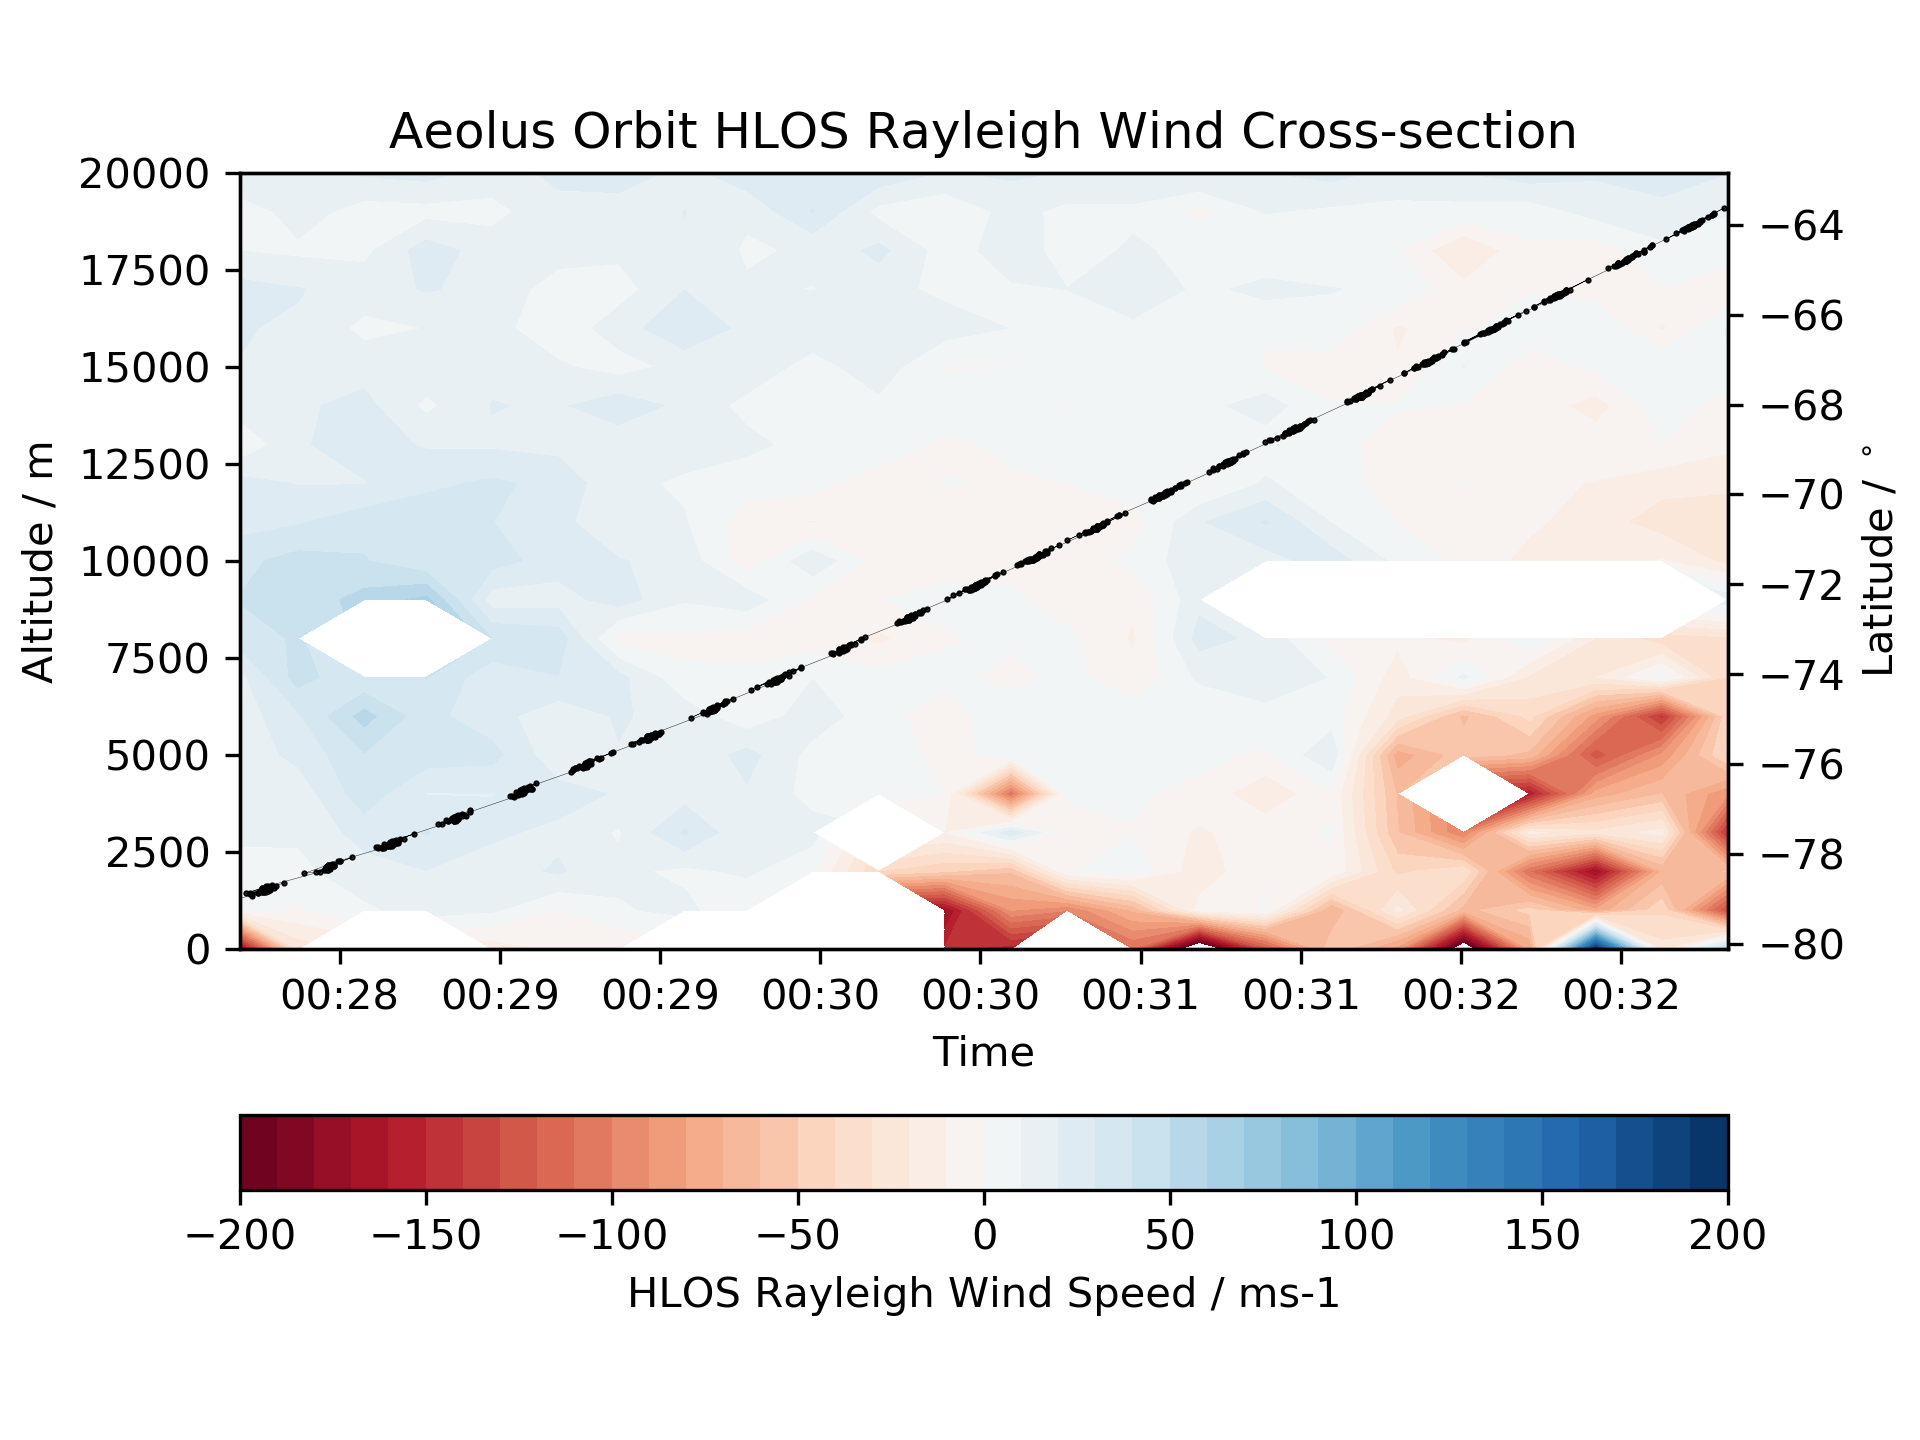 Aeolus Orbit HLOS Rayleigh Wind Cross-section
20000
17500
15000
12500
10000
7500
5000
2500
0
Altitude / m
−64
−66
−68
−70
−72
−74
−76
−78
−80
Latitude / °
00:28 00:29 00:29 00:30 00:30 00:31 00:31 00:32 00:32
Time
−200 −150 −100 −50 0 50 100 150 200
HLOS Rayleigh Wind Speed / ms-1